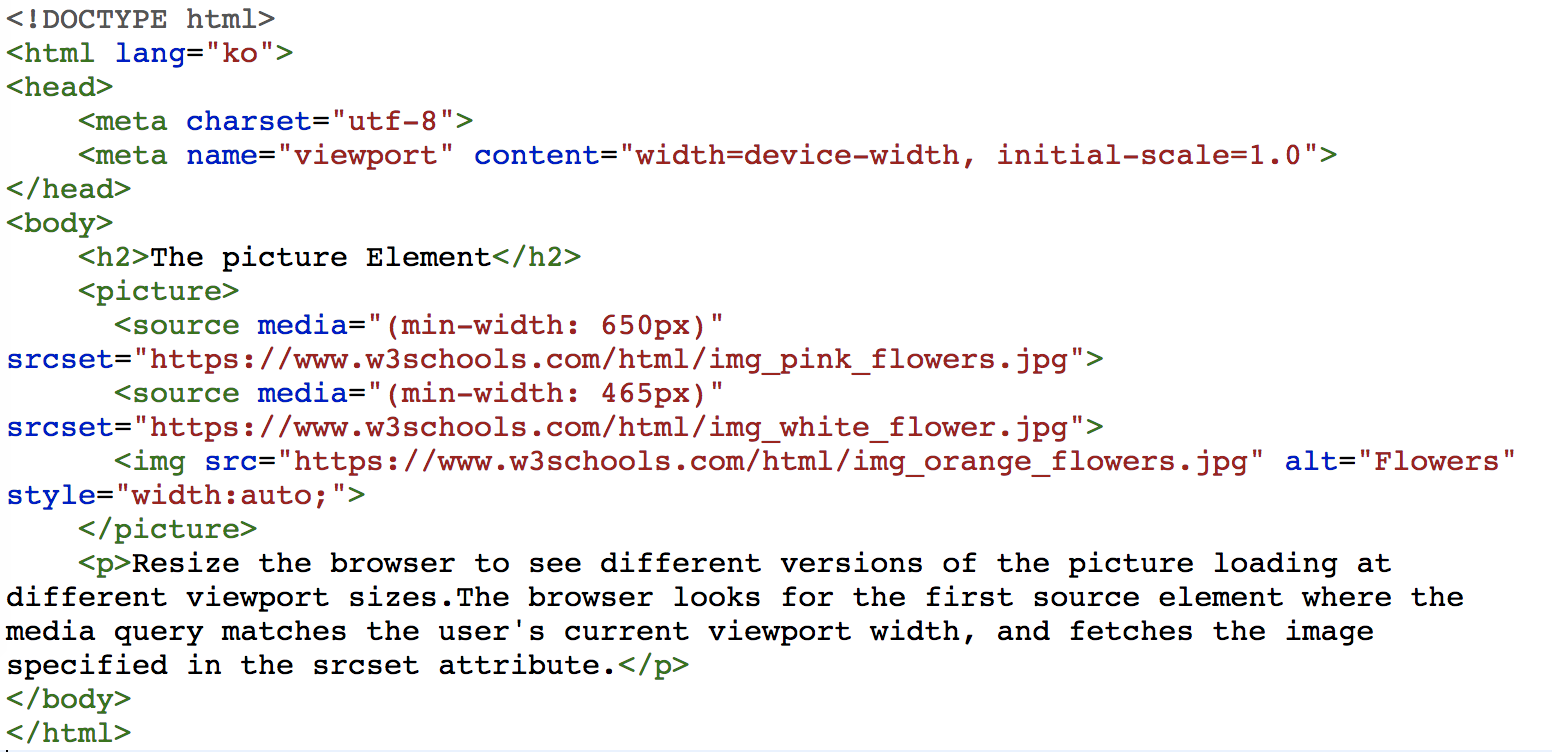 <!DOCTYPE html>
<html lang="ko">
<head>
    <meta charset="utf-8">
    <meta name="viewport" content="width=device-width, initial-scale=1.0">
</head>
<body>
    <h2>The picture Element</h2>
    <picture>
      <source media="(min-width: 650px)"
srcset="https://www.w3schools.com/html/img_pink_flowers.jpg">
      <source media="(min-width: 465px)"
srcset="https://www.w3schools.com/html/img_white_flower.jpg">
      <img src="https://www.w3schools.com/html/img_orange_flowers.jpg" alt="Flowers"
style="width:auto;">
    </picture>
    <p>Resize the browser to see different versions of the picture loading at
different viewport sizes.The browser looks for the first source element where the
media query matches the user's current viewport width, and fetches the image
specified in the srcset attribute.</p>
</body>
</html>